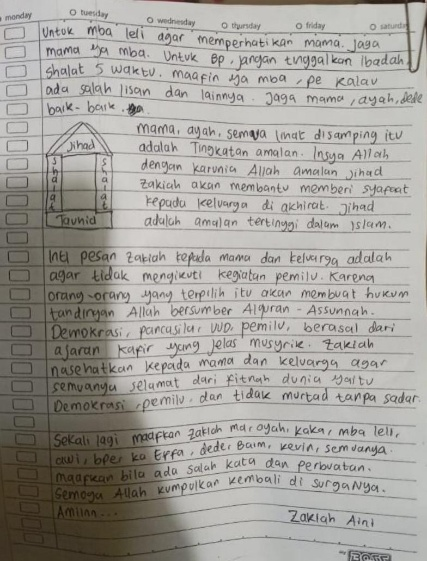 monday O tuesday O wednesday O thursday O friday O saturday
Untuk mba leli agar memperhatikan mama. Jaga
mama ya mba. Untuk Bp, jangan tinggalkan Ibadah.
Shalat 5 waktu. maafin ya mba, pe kalau
ada salah lisan dan lainnya. Jaga mama, ayah, dede
baik-baik.
mama, ayah, semuya lihat disamping itu
Jihad
adalah Tingkatan amalan. Insya Allah
dengan karunia Allah amalan jihad
Shalat
Shalat
zakiah akan membantu memberi syafaat
kepada keluarga di akhirat. Jihad
Tauhid
adalah amalan tertinggi dalam Islam.
Inti pesan zakiah kepada mama dan keluarga adalah
agar tidak mengikuti kegiatan pemilu. Karena
orang-orang yang terpilih itu akan membuat hukum
tandingan Allah bersumber Alquran - Assunnah.
Demokrasi, pancasila, UUD, pemilu, berasal dari
ajaran kafir yang jelas musyrik. zakiah
nasehatkan kepada mama dan keluarga agar
semuanya selamat dari fitnah dunia yaitu
Demokrasi, pemilu, dan tidak murtad tanpa sadar.
Sekali lagi maafkan zakiah ma, ayah, kaka, mba leli,
ka Effa, dede, Baim, kevin, semuanya.
maafkan bila ada salah kata dan perbuatan.
Semoga Allah kumpulkan kembali di surgaNya.
Amiinn...
Zakiah Aini